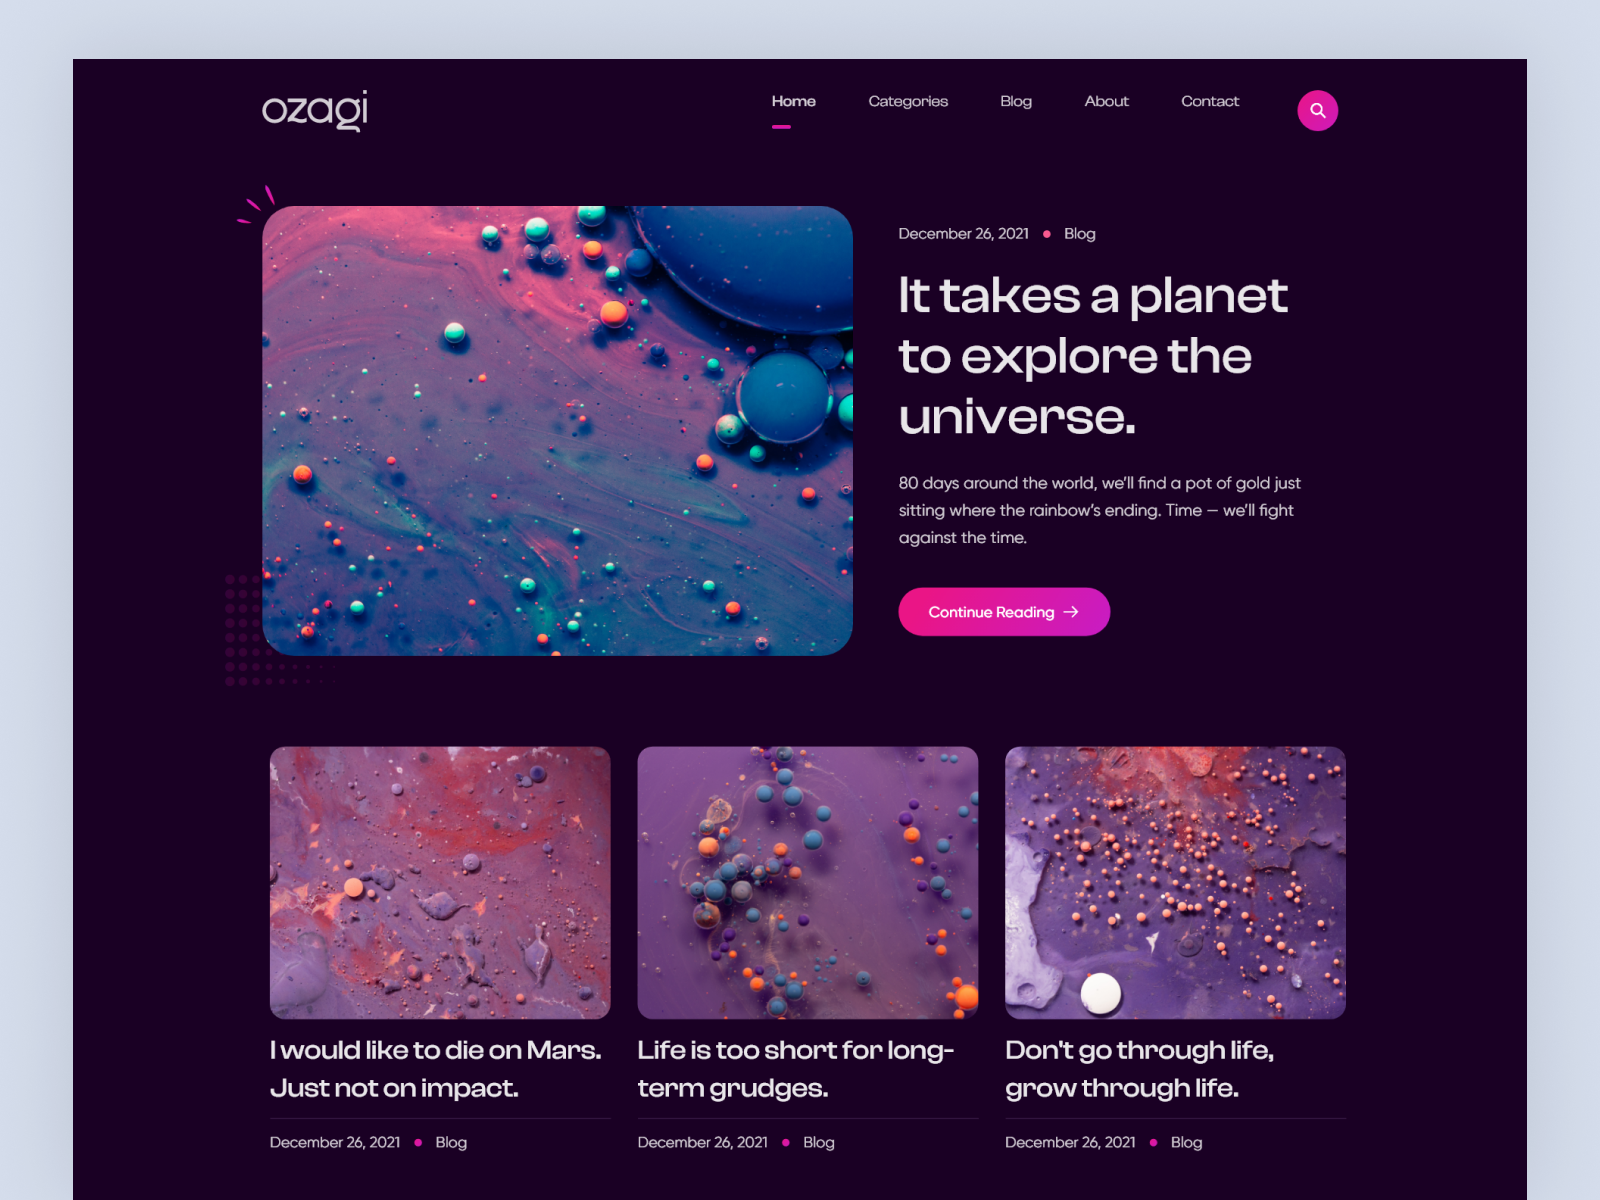 ozagi
Home Categories Blog About Contact
December 26, 2021 Blog
It takes a planet
to explore the
universe.
80 days around the world, we’ll find a pot of gold just
sitting where the rainbow’s ending. Time — we’ll fight
against the time.
Continue Reading →
I would like to die on Mars.
Just not on impact.
December 26, 2021 Blog
Life is too short for long-
term grudges.
December 26, 2021 Blog
Don't go through life,
grow through life.
December 26, 2021 Blog